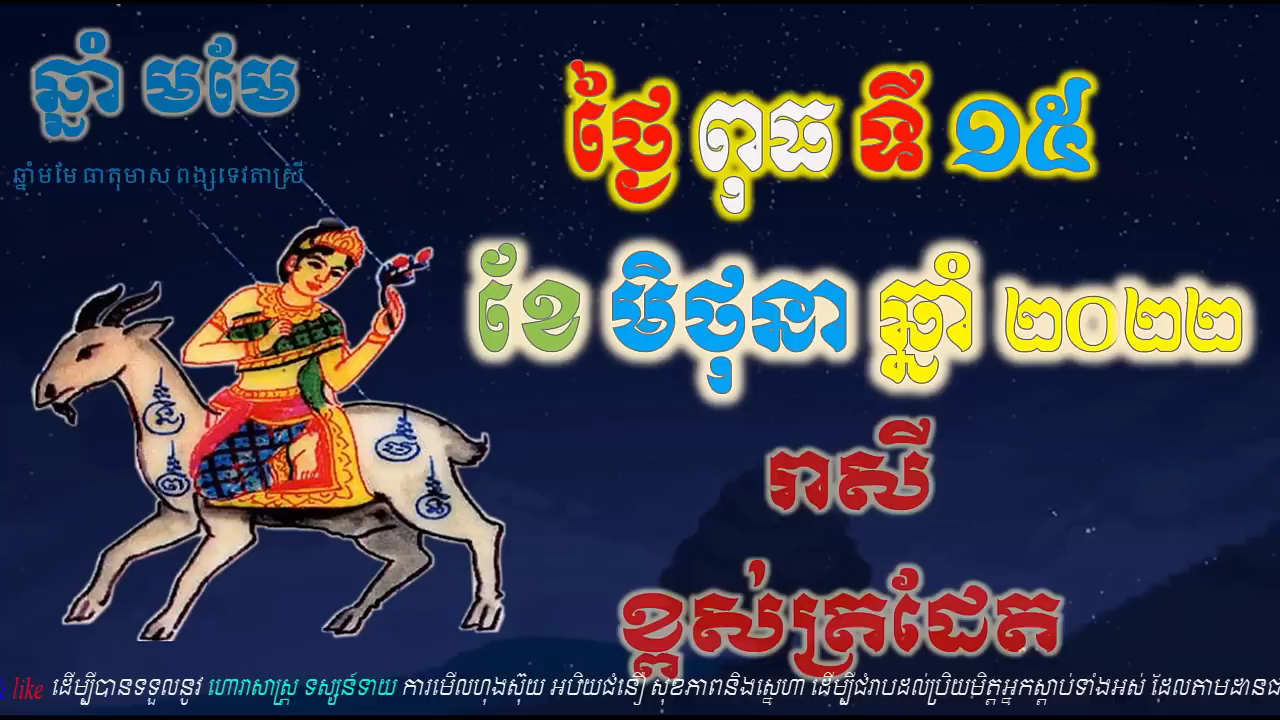 ឆ្នាំ មមែ
ឆ្នាំមមែ ធាតុមាស ពង្សទេវតាស្រី
ថ្ងៃ ពុធ ទី ១៥
ខែ មិថុនា ឆ្នាំ ២០២២
រាសី
ខ្ពស់ត្រដែត
like ដើម្បីបានទទួលនូវ ហោរាសាស្ត្រ ទស្សន៍ទាយ ការមើលហុងស៊ុយ អបិយជំនឿ សុខភាពនិងស្នេហា ដើម្បីជំរាបដល់ប្រិយមិត្តអ្នកស្តាប់ទាំងអស់ ដែលតាមដាន